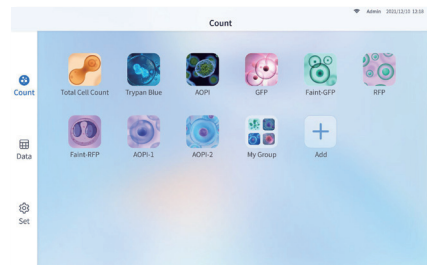 Admin 2021/12/15 13:10
Count
Count
Total Cell Count Trypan Blue AOPI GFP Faint-GFP RFP
Data
Faint-RFP AOPI-1 AOPI-2 My Group Add
Set